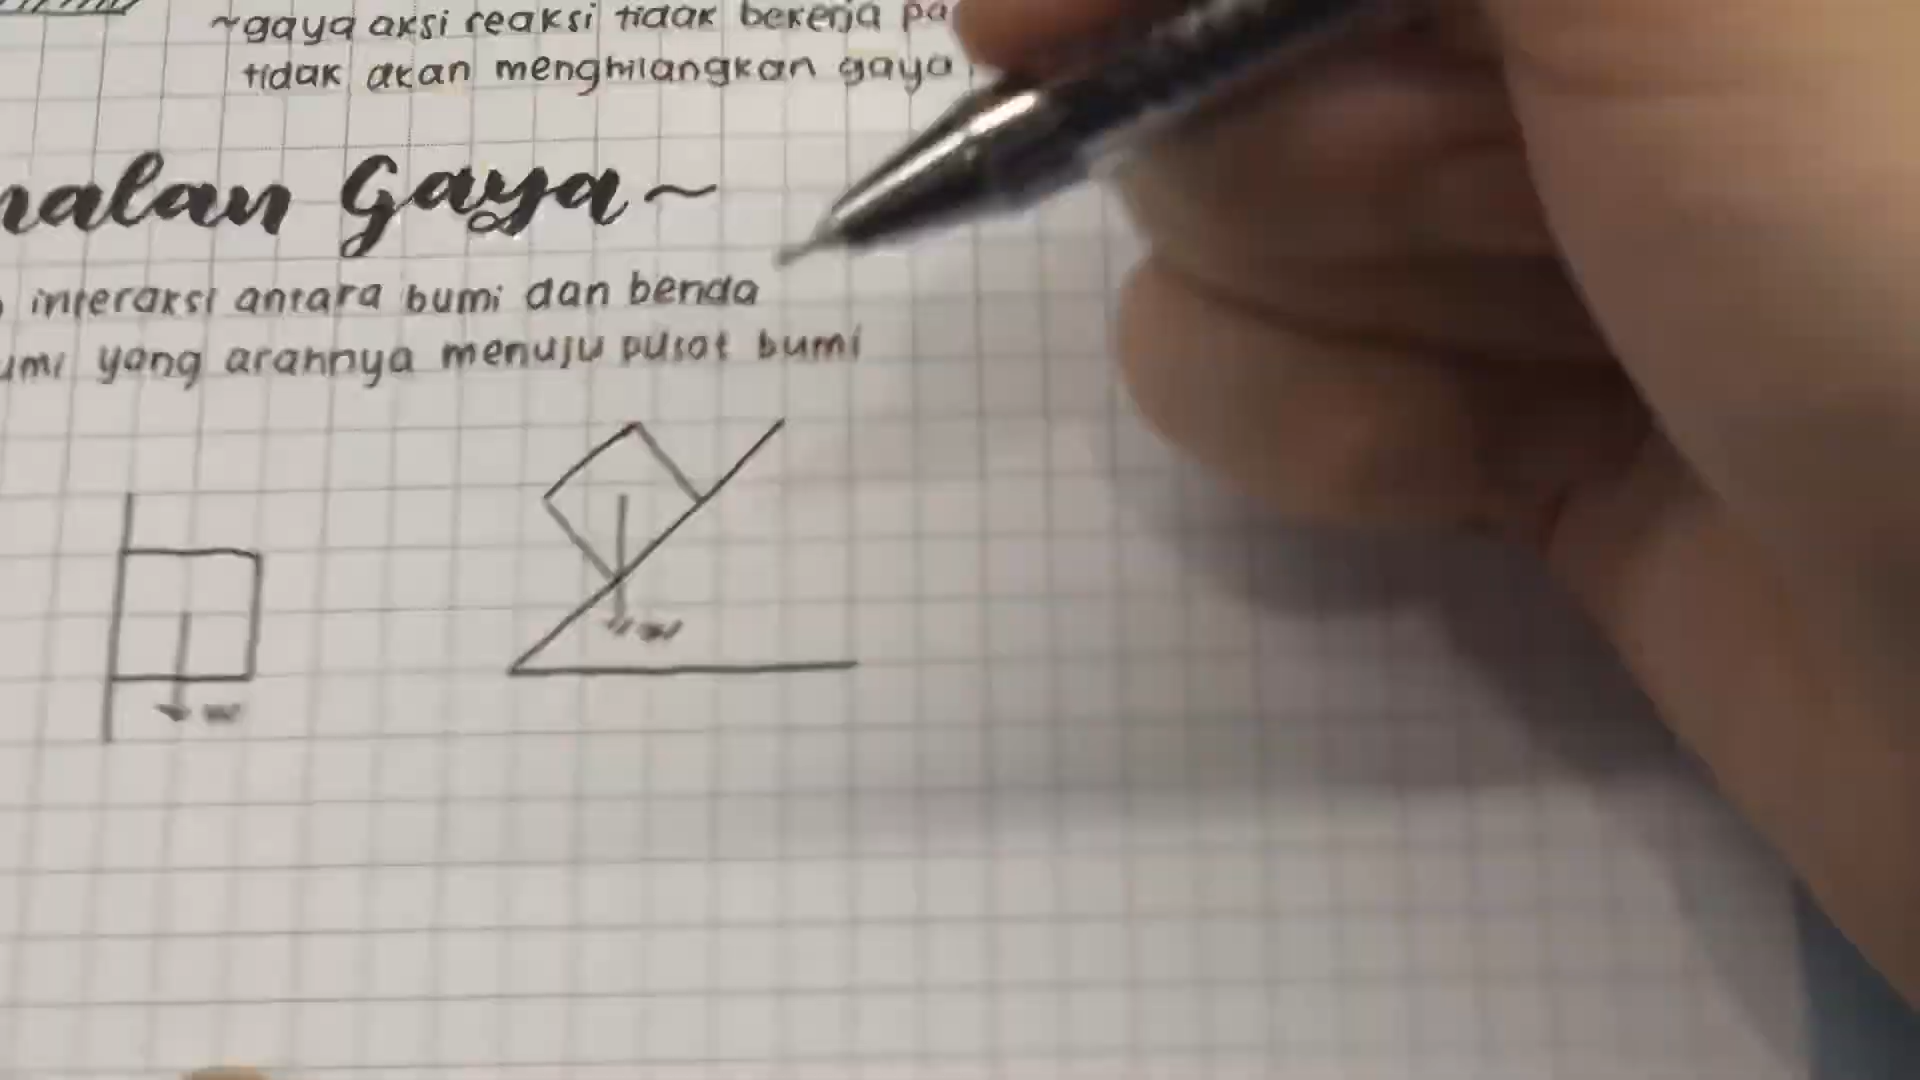 ~gaya aksi reaksi tidak bekerja pa
tidak akan menghilangkan gaya
nalan Gaya~
interaksi antara bumi dan benda
umi yang arahnya menuju pusat bumi
w
w